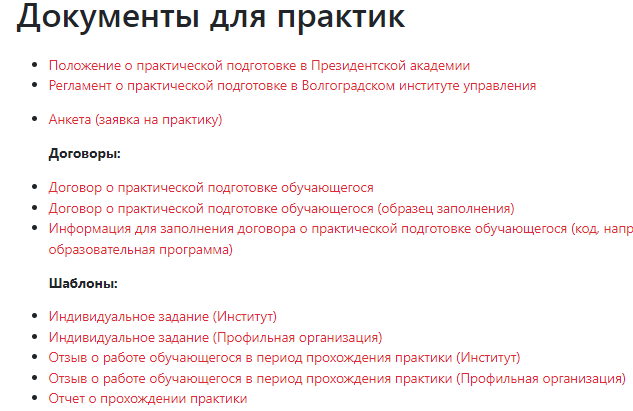 Документы для практик
Положение о практической подготовке в Президентской академии
Регламент о практической подготовке в Волгоградском институте управления
Анкета (заявка на практику)
Договоры:
Договор о практической подготовке обучающегося
Договор о практической подготовке обучающегося (образец заполнения)
Информация для заполнения договора о практической подготовке обучающегося (код, напр
образовательная программа)
Шаблоны:
Индивидуальное задание (Институт)
Индивидуальное задание (Профильная организация)
Отзыв о работе обучающегося в период прохождения практики (Институт)
Отзыв о работе обучающегося в период прохождения практики (Профильная организация)
Отчет о прохождении практики